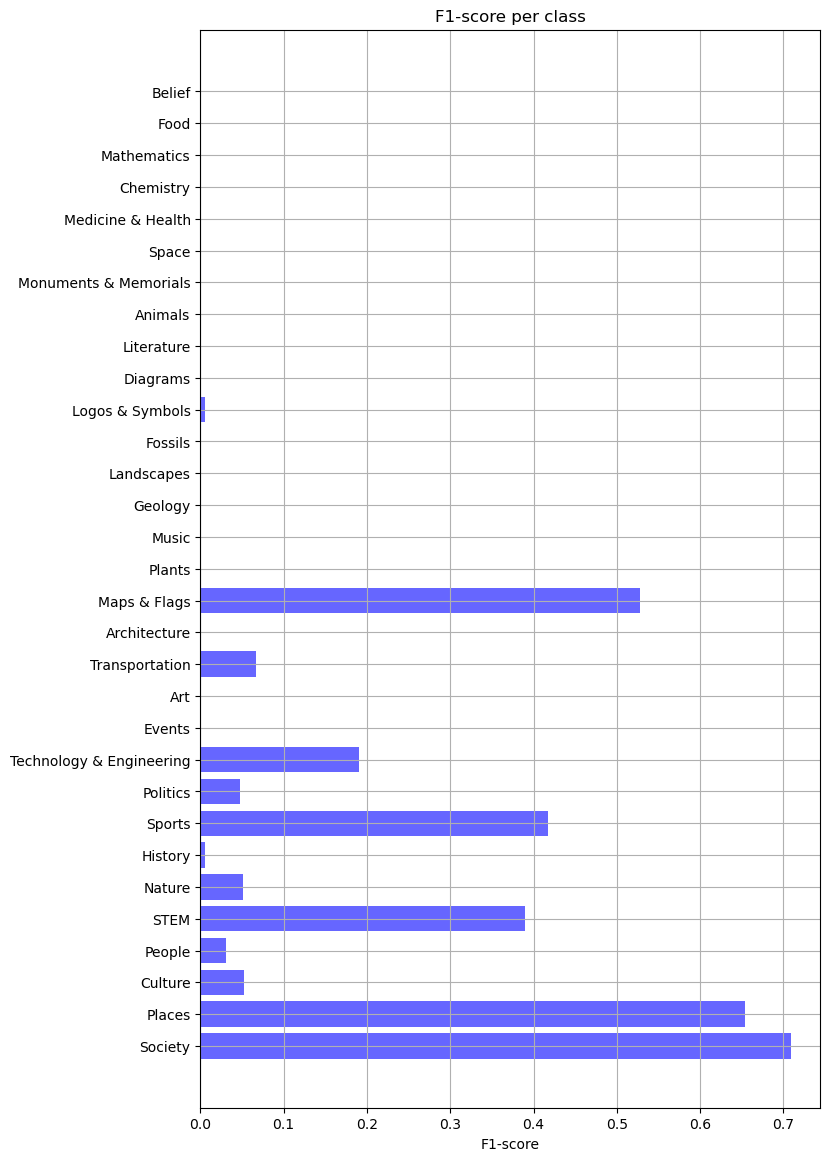 F1-score per class
Belief
Food
Mathematics
Chemistry
Medicine & Health
Space
Monuments & Memorials
Animals
Literature
Diagrams
Logos & Symbols
Fossils
Landscapes
Geology
Music
Plants
Maps & Flags
Architecture
Transportation
Art
Events
Technology & Engineering
Politics
Sports
History
Nature
STEM
People
Culture
Places
Society
0.0 0.1 0.2 0.3 0.4 0.5 0.6 0.7
F1-score